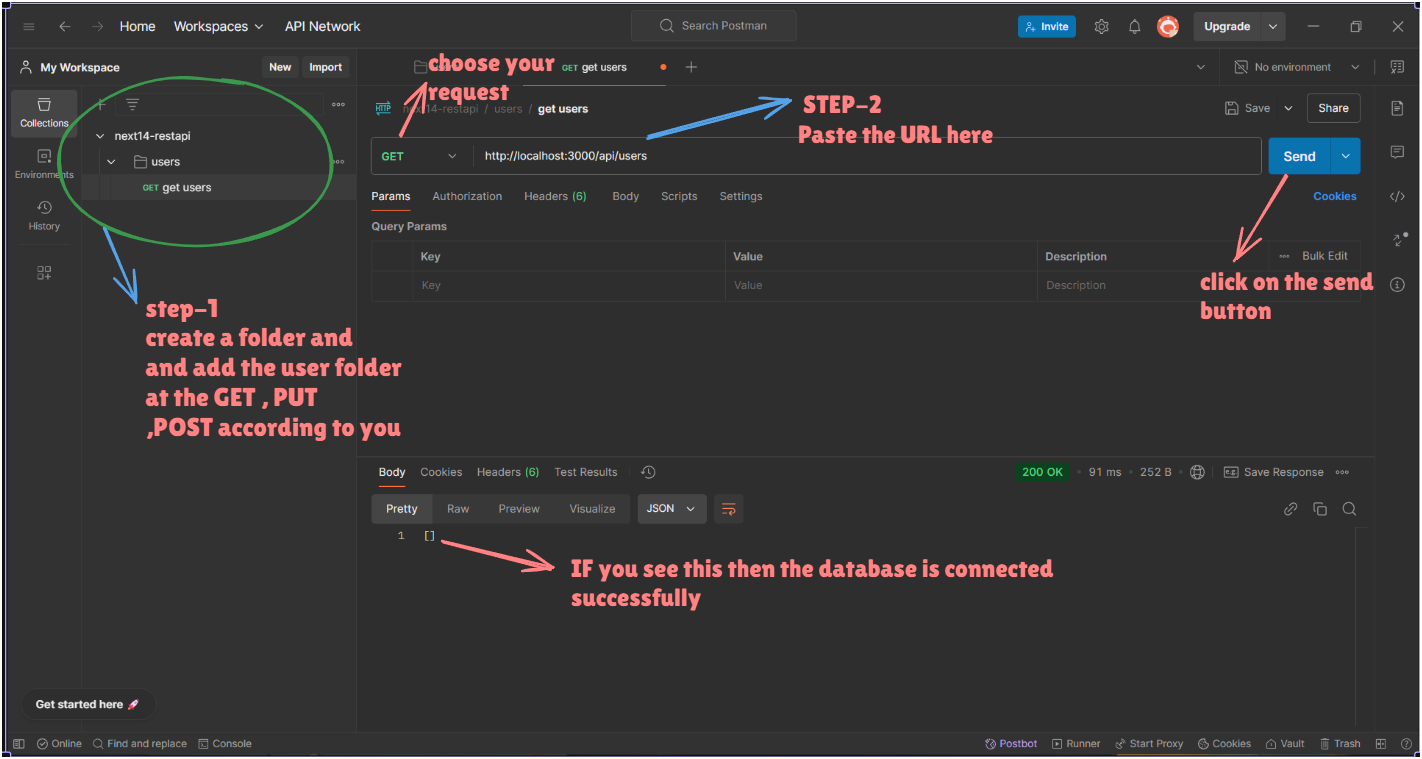 Home Workspaces API Network Search Postman Invite Upgrade
My Workspace New Import GET get users No environment
choose your
request
next14-restapi / users / get users Save Share
STEP-2
Paste the URL here
Collections
Environments
History
next14-restapi
users
GET get users
GET http://localhost:3000/api/users Send
Params Authorization Headers (6) Body Scripts Settings Cookies
Query Params
Key Value Description Bulk Edit
Key Value Description
click on the send
button
step-1
create a folder and
and add the user folder
at the GET , PUT
,POST according to you
Body Cookies Headers (6) Test Results 200 OK 91 ms 252 B Save Response
Pretty Raw Preview Visualize JSON
1 []
IF you see this then the database is connected
successfully
Get started here 🚀
Online Find and replace Console Postbot Runner Start Proxy Cookies Vault Trash